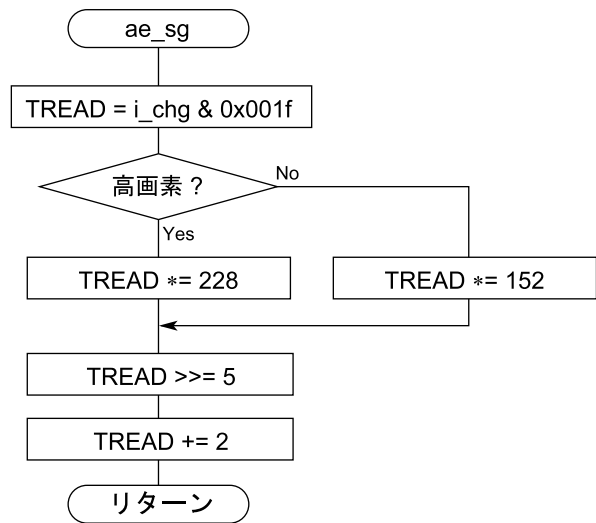 ae_sg
TREAD = i_chg & 0x001f
高画素 ?
No
Yes
TREAD *= 228
TREAD *= 152
TREAD >>= 5
TREAD += 2
リターン